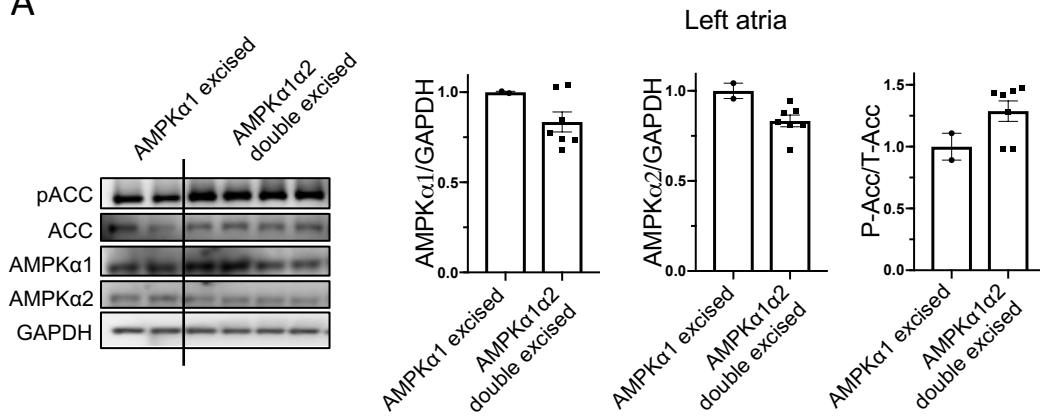 A
Left atria
AMPKα1 excised
AMPKα1α2
double excised
pACC
ACC
AMPKα1
AMPKα2
GAPDH
AMPKα1/GAPDH
1.0
0.5
0.0
AMPKα1 excised
AMPKα1α2
double excised
AMPKα2/GAPDH
1.0
0.5
0.0
AMPKα1 excised
AMPKα1α2
double excised
P-Acc/T-Acc
1.5
1.0
0.5
0.0
AMPKα1 excised
AMPKα1α2
double excised